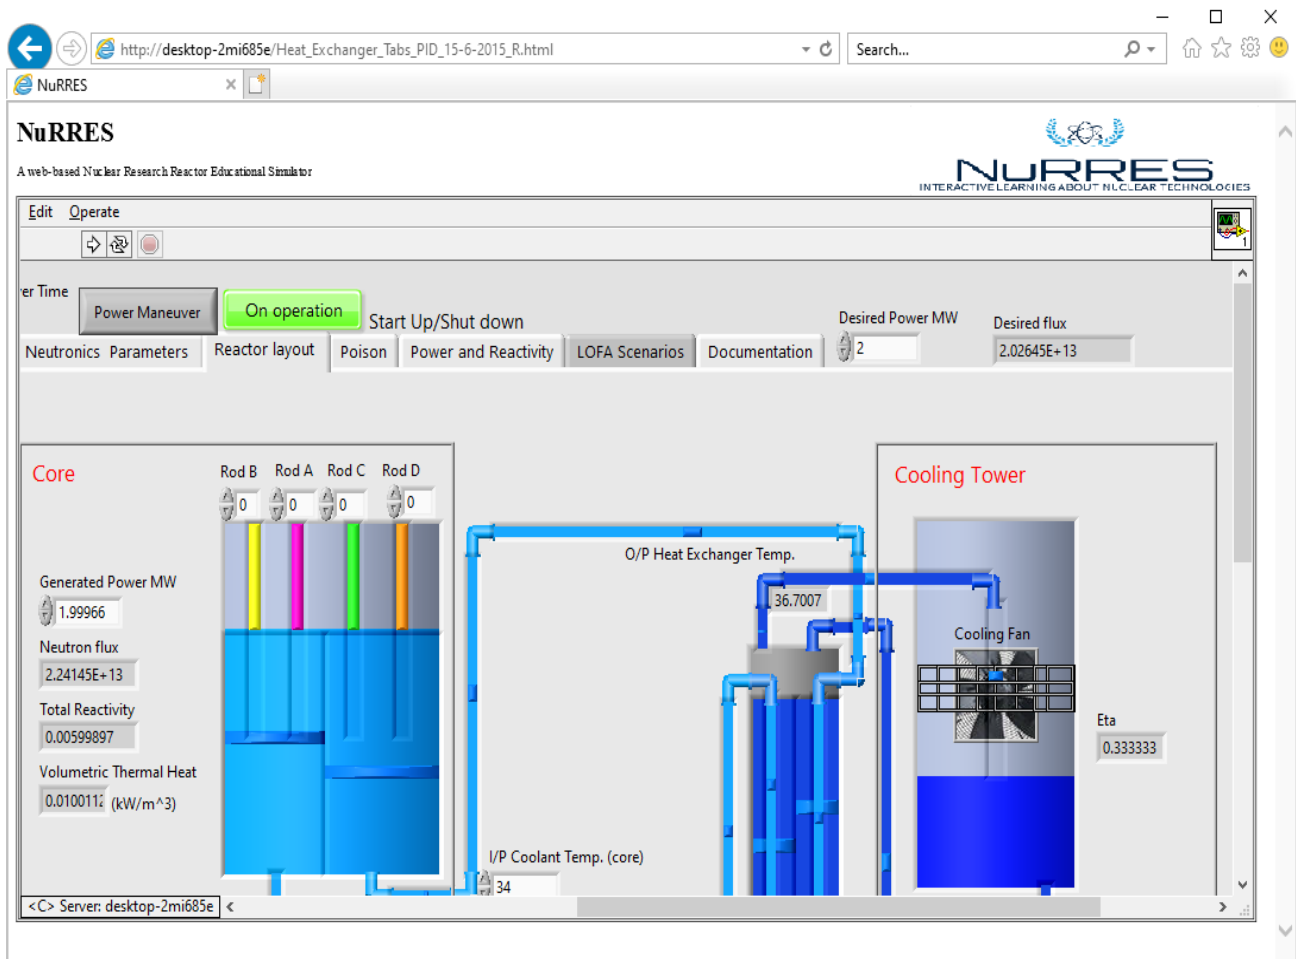 http://desktop-2mi685e/Heat_Exchanger_Tabs_PID_15-6-2015_R.html
Search...
NuRRES
NuRRES
A web-based Nuclear Research Reactor Educational Simulator
NURRES
INTERACTIVE LEARNING ABOUT NUCLEAR TECHNOLOGIES
Edit Operate
1
er Time
Power Maneuver
On operation
Start Up/Shut down
Desired Power MW
2
Desired flux
2.02645E+13
Neutronics Parameters
Reactor layout
Poison
Power and Reactivity
LOFA Scenarios
Documentation
Core
Rod B Rod A Rod C Rod D
0 0 0 0
Generated Power MW
1.99966
Neutron flux
2.24145E+13
Total Reactivity
0.00599897
Volumetric Thermal Heat
0.010011 (kW/m^3)
O/P Heat Exchanger Temp.
36.7007
I/P Coolant Temp. (core)
34
Cooling Tower
Cooling Fan
Eta
0.333333
<C> Server: desktop-2mi685e